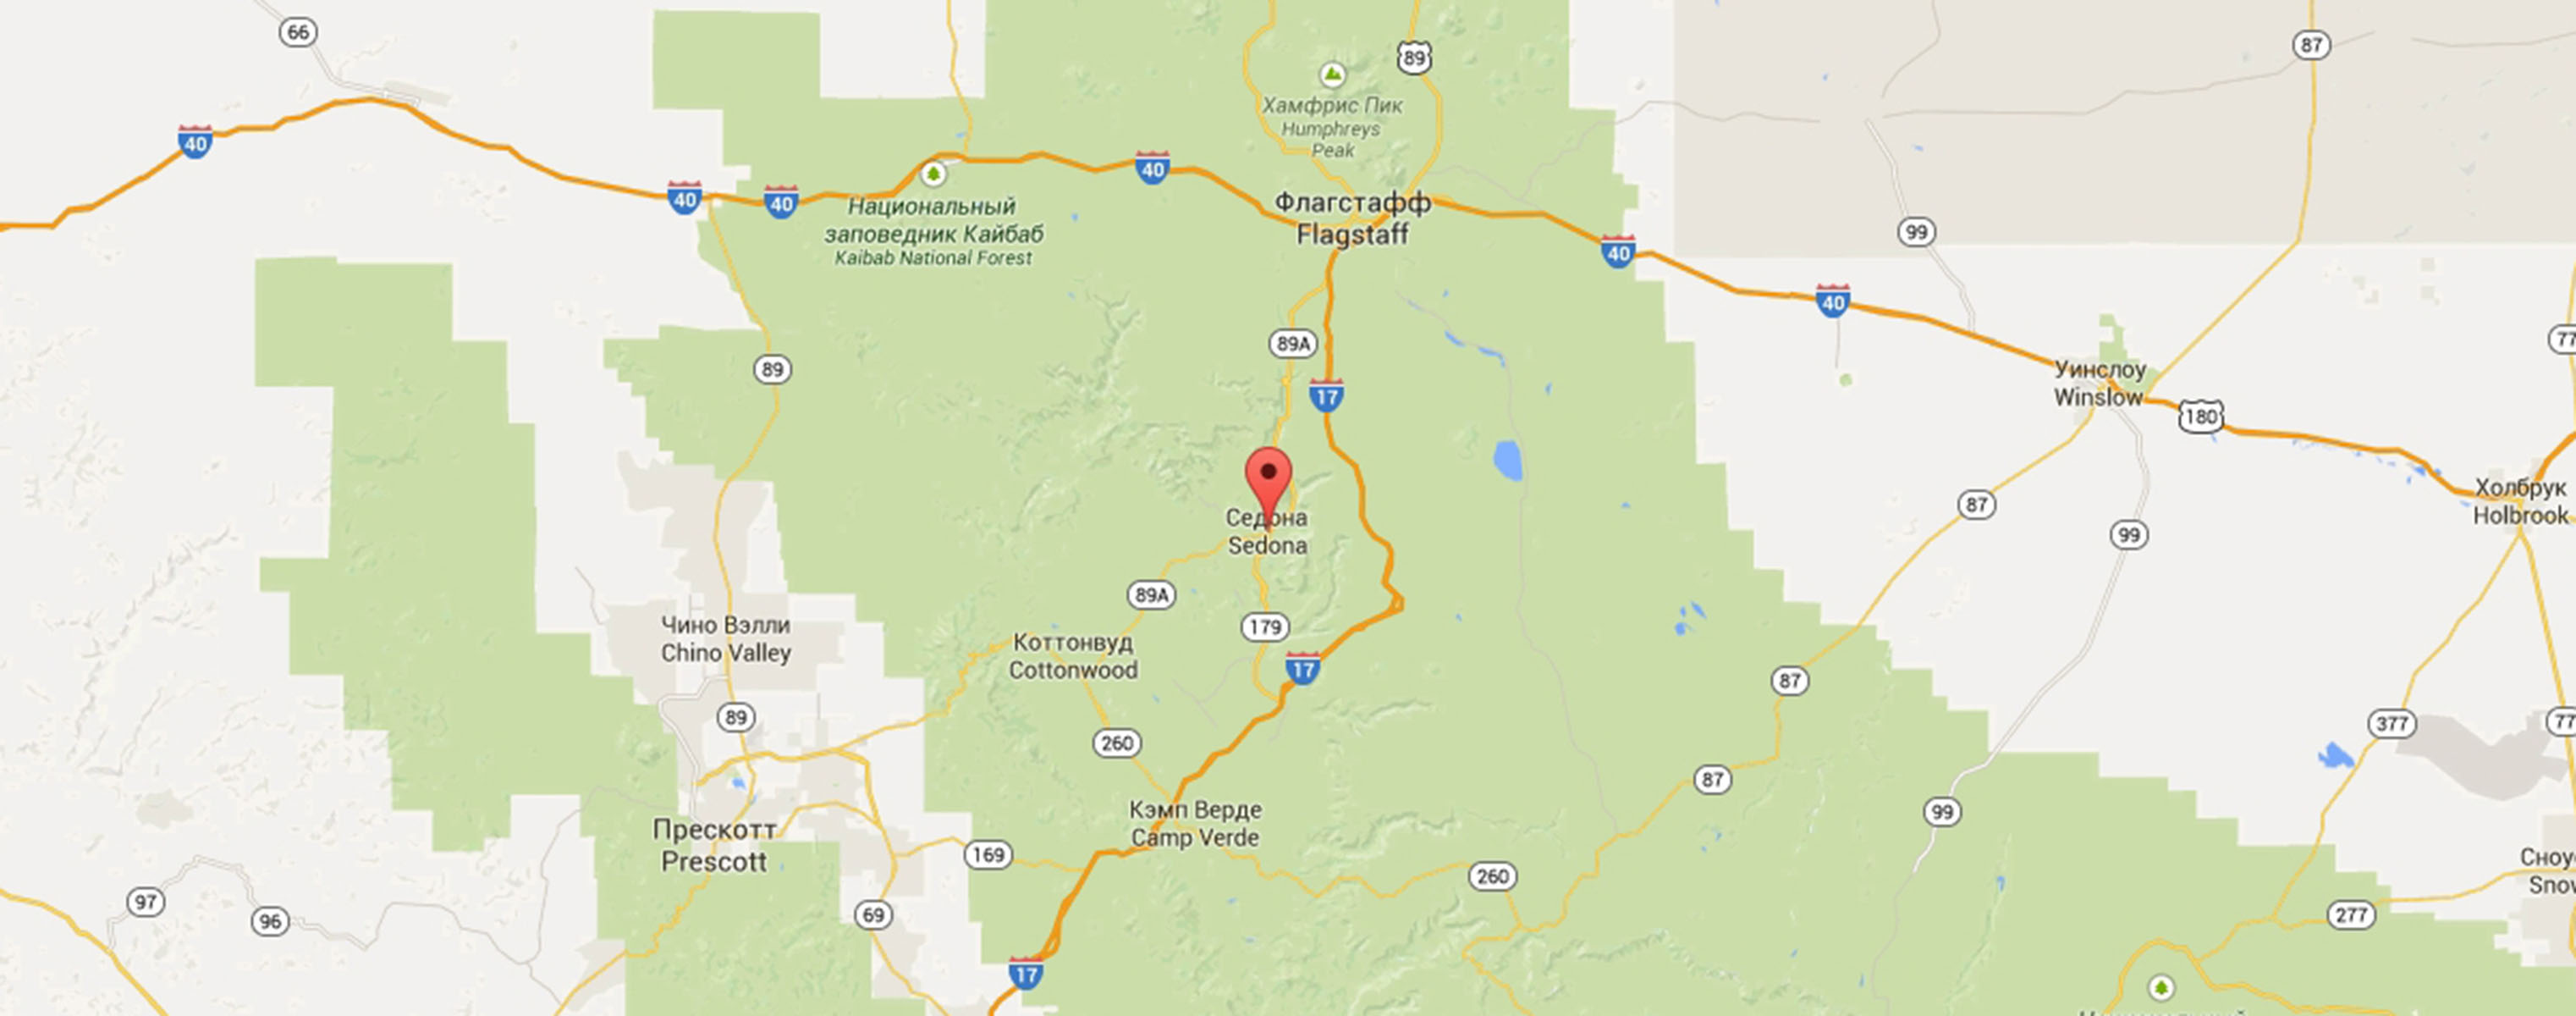 66
89
87
Хамфрис Пик
Humphreys
Peak
40
40
40
40
Национальный
заповедник Кайбаб
Kaibab National Forest
Флагстафф
Flagstaff
99
40
40
89A
77
89
17
Уинслоу
Winslow
180
Седона
Sedona
87
Холбрук
Holbrook
99
89A
179
Чино Вэлли
Chino Valley
Коттонвуд
Cottonwood
17
87
89
260
377
77
87
Кэмп Верде
Camp Verde
99
Прескотт
Prescott
169
260
97
96
69
277
17